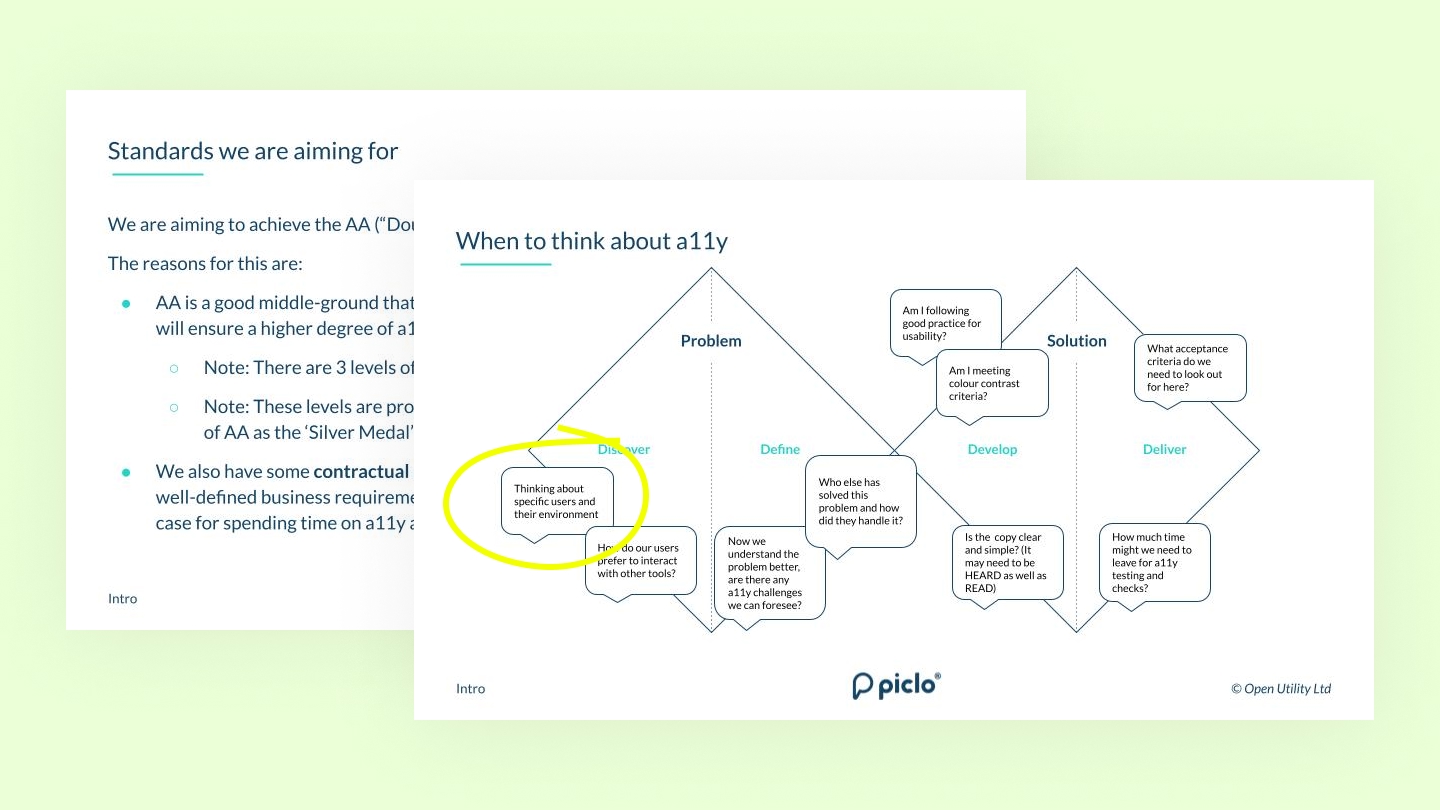 Standards we are aiming for
We are aiming to achieve the AA (“Dou
The reasons for this are:
● AA is a good middle-ground that
will ensure a higher degree of a1
○ Note: There are 3 levels of
○ Note: These levels are pro
of AA as the ‘Silver Medal’
● We also have some contractual
well-defined business requireme
case for spending time on a11y a
Intro
When to think about a11y
Problem
Discover
Define
Thinking about
specific users and
their environment
How do our users
prefer to interact
with other tools?
Now we
understand the
problem better,
are there any
a11y challenges
we can foresee?
Who else has
solved this
problem and how
did they handle it?
Solution
Develop
Deliver
Am I following
good practice for
usability?
Am I meeting
colour contrast
criteria?
What acceptance
criteria do we
need to look out
for here?
Is the copy clear
and simple? (It
may need to be
HEARD as well as
READ)
How much time
might we need to
leave for a11y
testing and
checks?
Intro
piclo®
© Open Utility Ltd